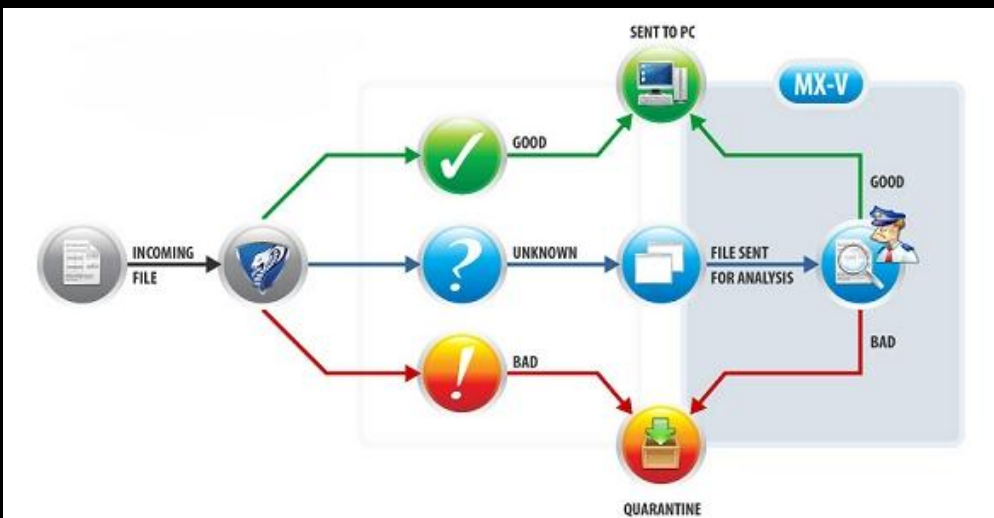 SENT TO PC
MX-V
GOOD
GOOD
INCOMING
FILE
UNKNOWN
FILE SENT
FOR ANALYSIS
BAD
BAD
QUARANTINE